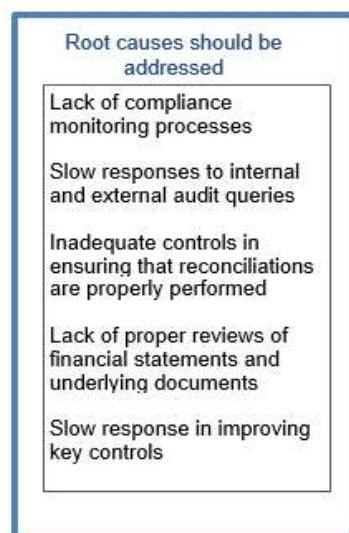 Root causes should be
addressed
Lack of compliance
monitoring processes
Slow responses to internal
and external audit queries
Inadequate controls in
ensuring that reconciliations
are properly performed
Lack of proper reviews of
financial statements and
underlying documents
Slow response in improving
key controls